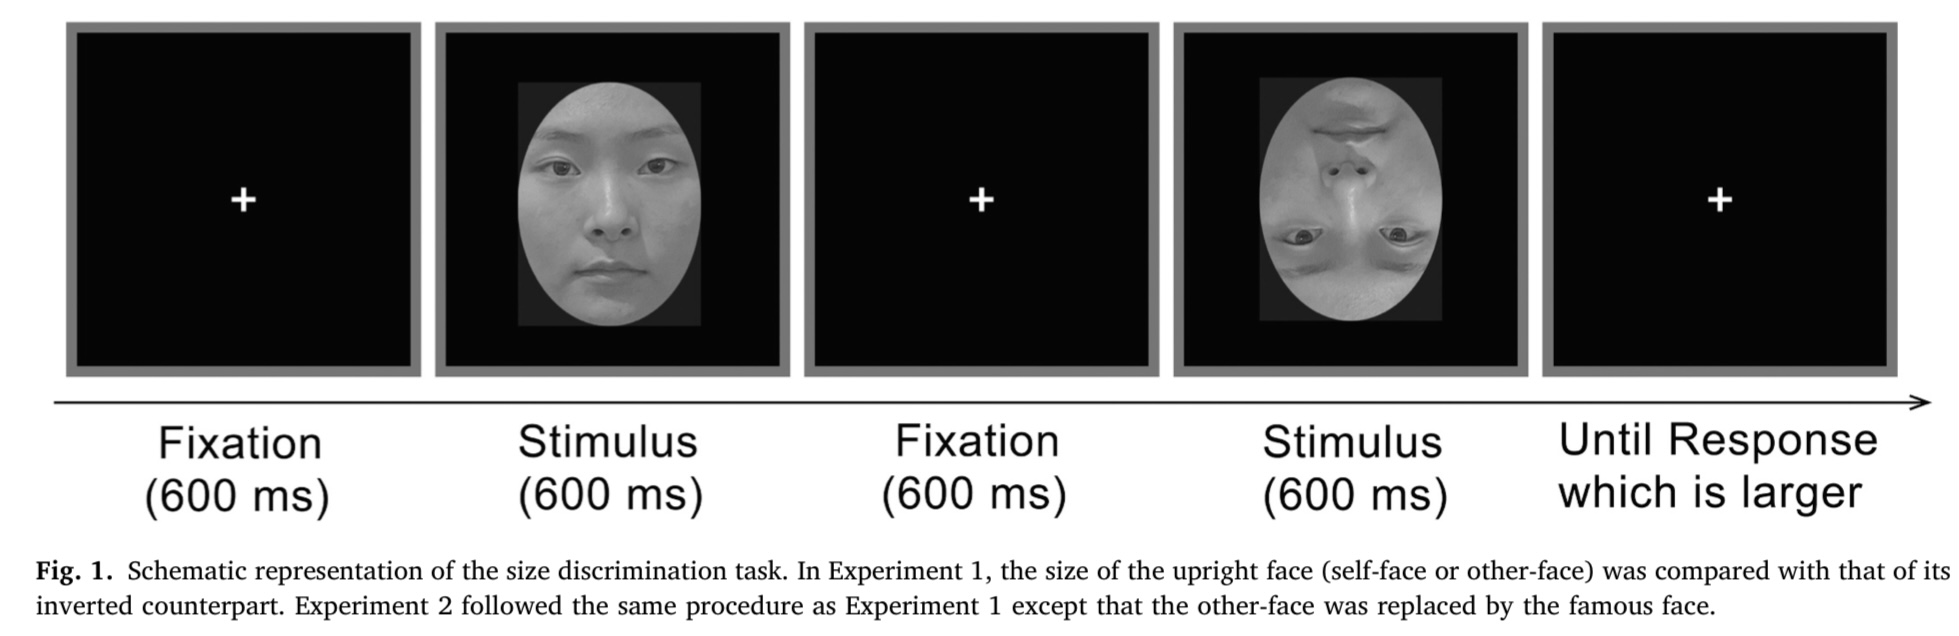 Fixation
(600 ms)
Stimulus
(600 ms)
Fixation
(600 ms)
Stimulus
(600 ms)
Until Response
which is larger
Fig. 1. Schematic representation of the size discrimination task. In Experiment 1, the size of the upright face (self-face or other-face) was compared with that of its
inverted counterpart. Experiment 2 followed the same procedure as Experiment 1 except that the other-face was replaced by the famous face.